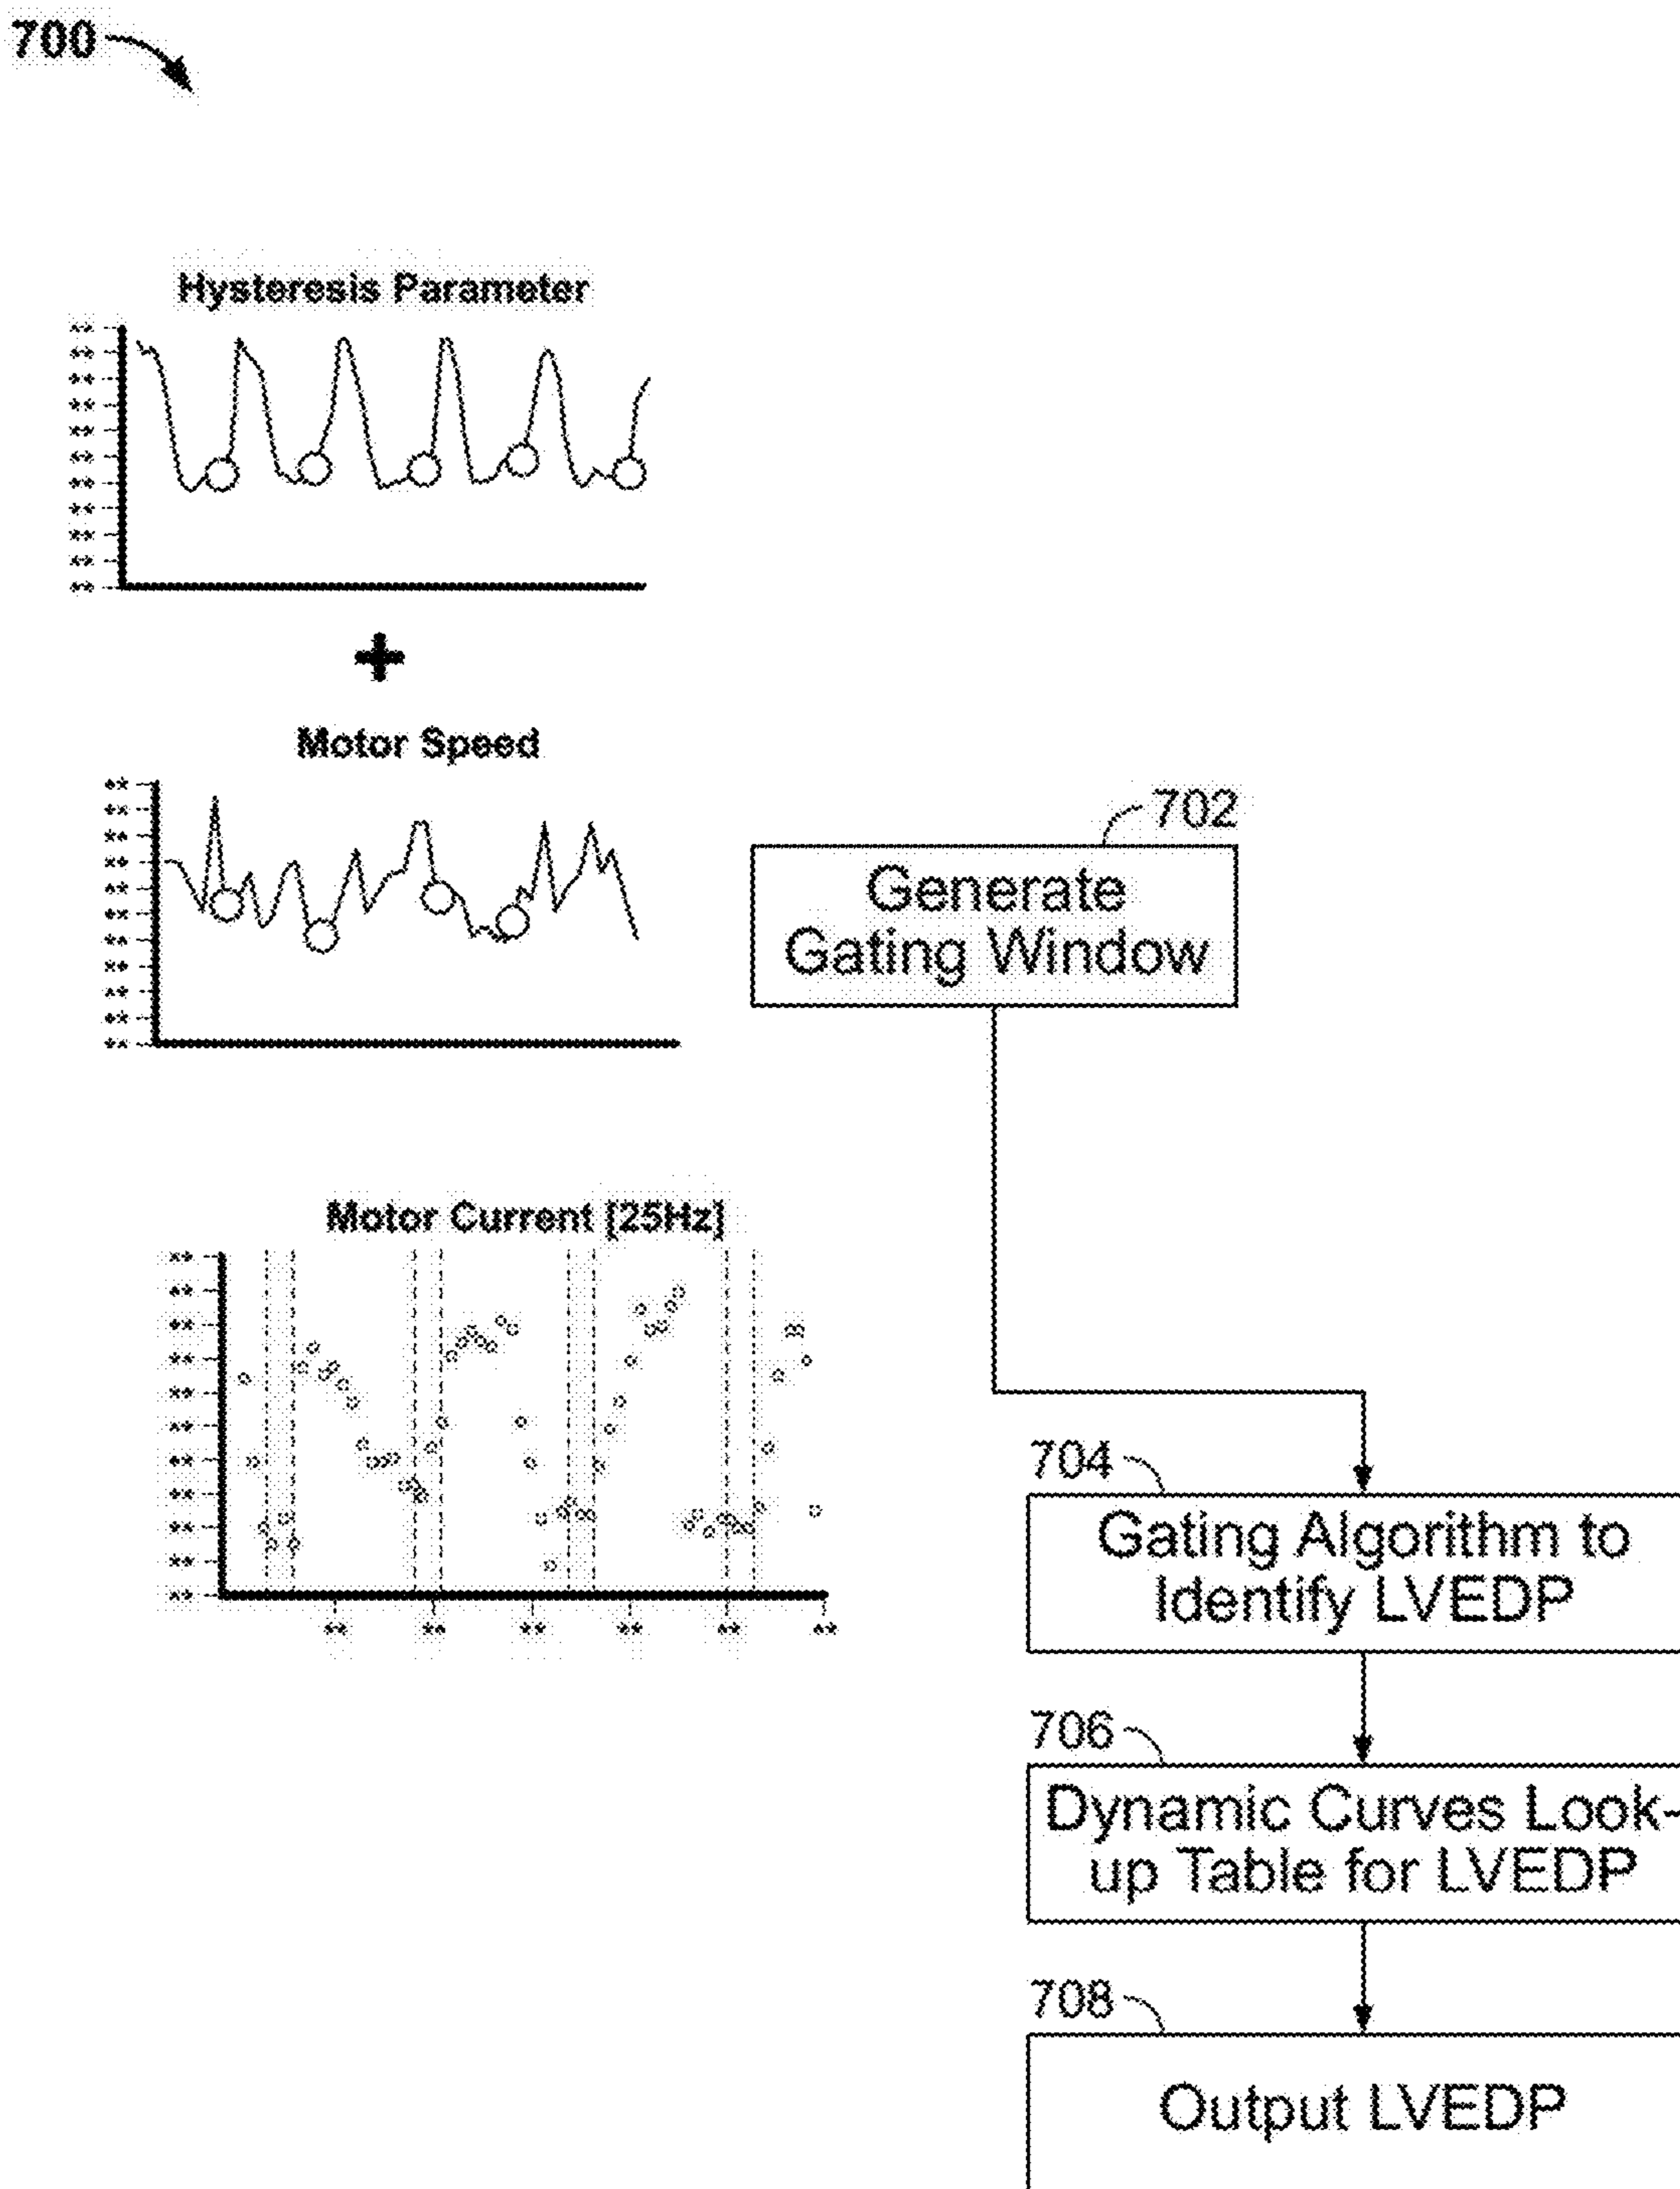 700
Hysteresis Parameter
+
Motor Speed
702
Generate
Gating Window
Motor Current [25Hz]
704
Gating Algorithm to
Identify LVEDP
706
Dynamic Curves Look-
up Table for LVEDP
708
Output LVEDP